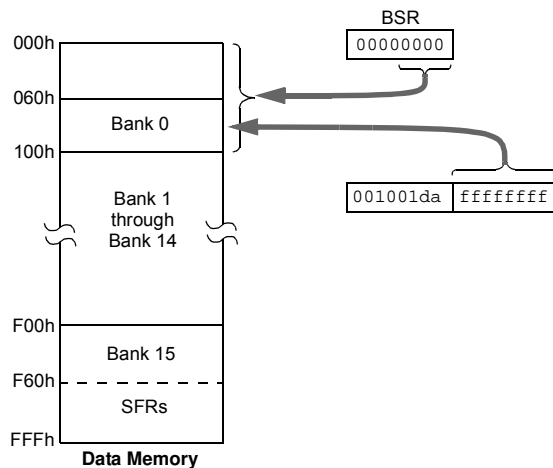 BSR
00000000
000h
060h
Bank 0
100h
001001da ffffffff
Bank 1
through
Bank 14
F00h
Bank 15
F60h
SFRs
FFFh
Data Memory